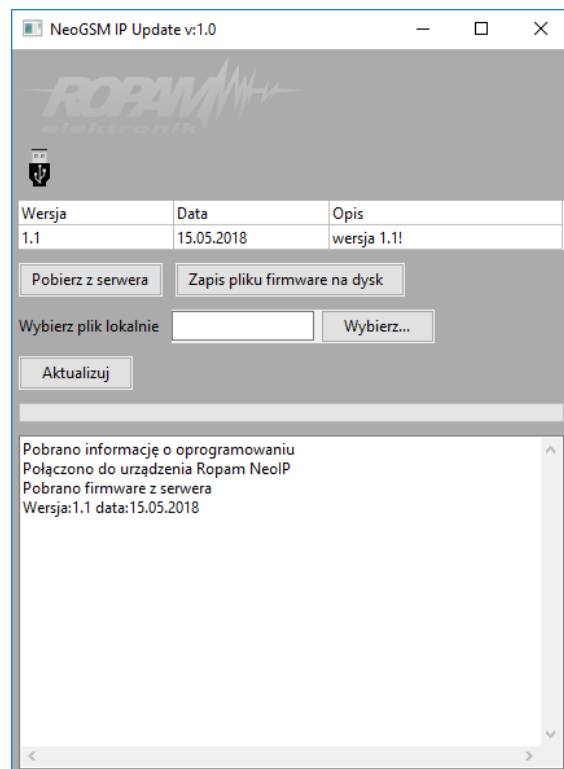 NeoGSM IP Update v:1.0
ROPAM
elektronik
Wersja Data Opis
1.1 15.05.2018 wersja 1.1!
Pobierz z serwera Zapis pliku firmware na dysk
Wybierz plik lokalnie Wybierz...
Aktualizuj
Pobrano informację o oprogramowaniu
Połączono do urządzenia Ropam NeoIP
Pobrano firmware z serwera
Wersja:1.1 data:15.05.2018